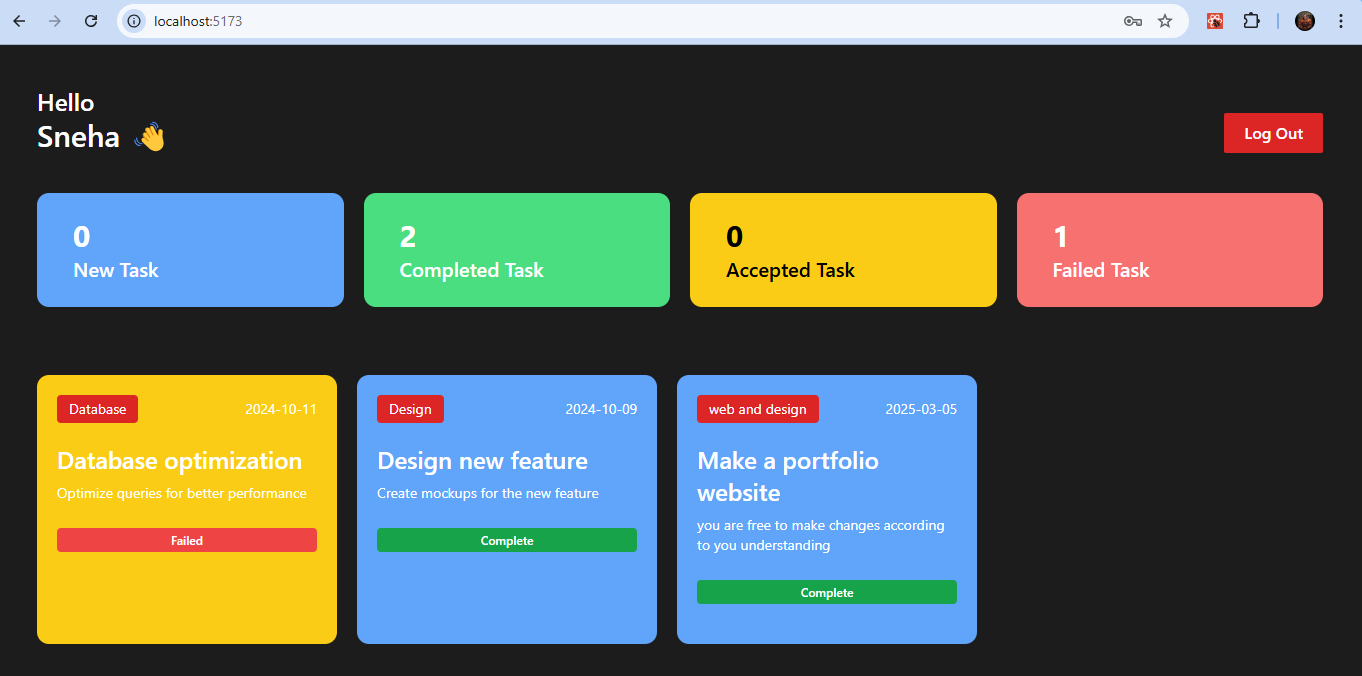 localhost:5173
Hello
Sneha 👋
Log Out
0
New Task
2
Completed Task
0
Accepted Task
1
Failed Task
Database
2024-10-11
Database optimization
Optimize queries for better performance
Failed
Design
2024-10-09
Design new feature
Create mockups for the new feature
Complete
web and design
2025-03-05
Make a portfolio
website
you are free to make changes according
to you understanding
Complete